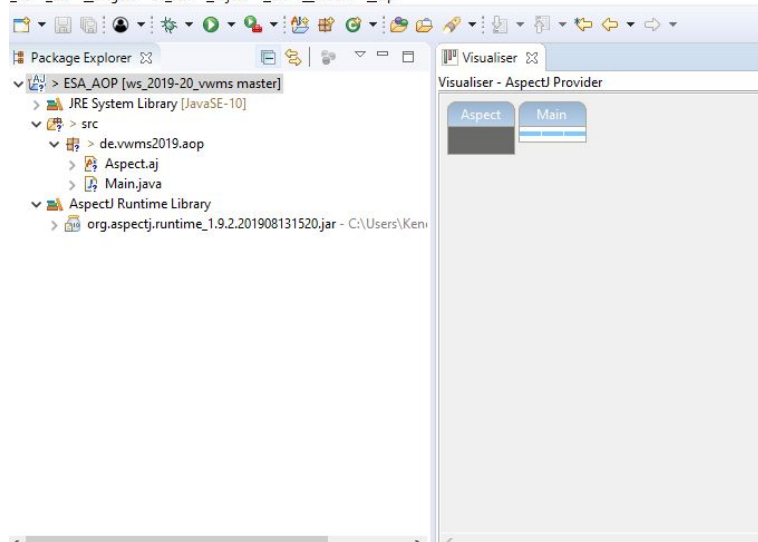 Package Explorer
> ESA_AOP [ws_2019-20_vwms master]
JRE System Library [JavaSE-10]
> src
> de.vwms2019.aop
Aspect.aj
Main.java
AspectJ Runtime Library
org.aspectj.runtime_1.9.2.201908131520.jar - C:\Users\Ken
Visualiser
Visualiser - AspectJ Provider
Aspect Main